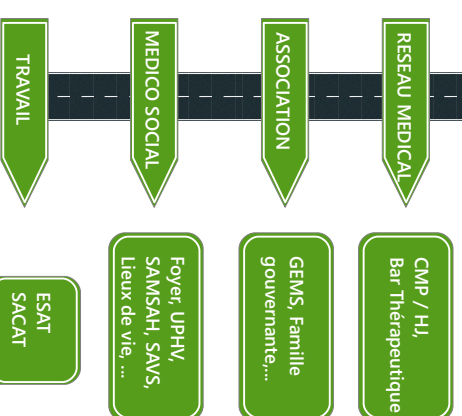 TRAVAIL
MEDICO SOCIAL
ASSOCIATION
RESEAU MEDICAL
ESAT
SACAT
Foyer, UPHV,
SAMSAH, SAVS,
Lieux de vie, ...
GEMS, Famille
gouvernante,...
CMP / HJ,
Bar Thérapeutique